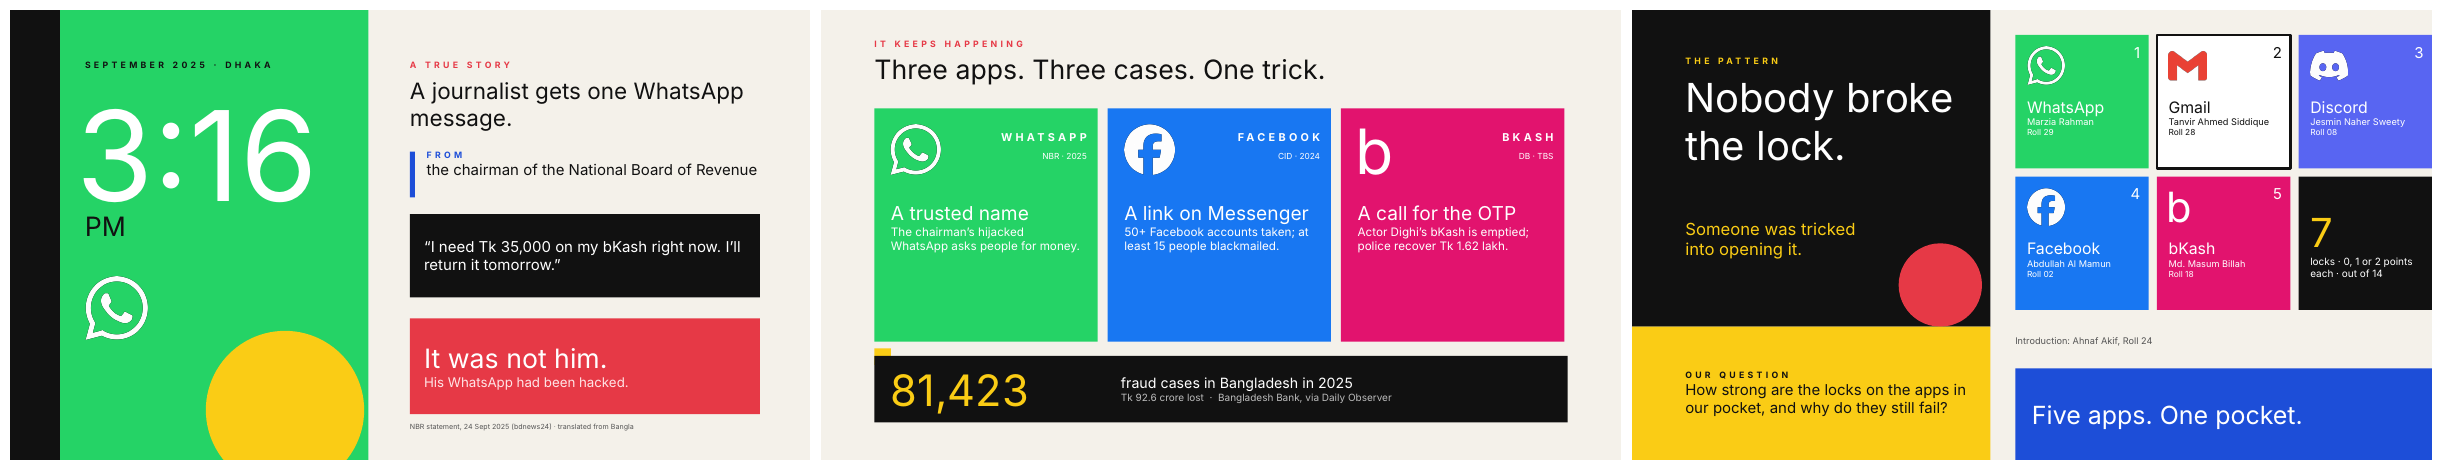 SEPTEMBER 2025 · DHAKA
3:16
PM
A TRUE STORY
A journalist gets one WhatsApp
message.
FROM
the chairman of the National Board of Revenue
“I need Tk 35,000 on my bKash right now. I’ll
return it tomorrow.”
It was not him.
His WhatsApp had been hacked.
NBR statement, 24 Sept 2025 (bdnews24) · translated from Bangla
IT KEEPS HAPPENING
Three apps. Three cases. One trick.
WHATSAPP
NBR · 2025
A trusted name
The chairman’s hijacked
WhatsApp asks people for money.
FACEBOOK
CID · 2024
A link on Messenger
50+ Facebook accounts taken; at
least 15 people blackmailed.
b
BKASH
DB · TBS
A call for the OTP
Actor Dighi’s bKash is emptied;
police recover Tk 1.62 lakh.
81,423
fraud cases in Bangladesh in 2025
Tk 92.6 crore lost · Bangladesh Bank, via Daily Observer
THE PATTERN
Nobody broke
the lock.
Someone was tricked
into opening it.
OUR QUESTION
How strong are the locks on the apps in
our pocket, and why do they still fail?
1
WhatsApp
Marzia Rahman
Roll 29
2
Gmail
Tanvir Ahmed Siddique
Roll 28
3
Discord
Jesmin Naher Sweety
Roll 08
4
Facebook
Abdullah Al Mamun
Roll 02
b
5
bKash
Md. Masum Billah
Roll 18
7
locks · 0, 1 or 2 points
each · out of 14
Introduction: Ahnaf Akif, Roll 24
Five apps. One pocket.